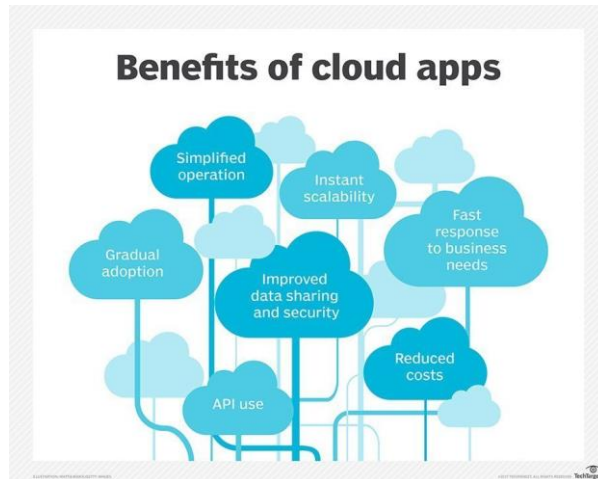 Benefits of cloud apps
Simplified
operation
Instant
scalability
Fast
response
to business
needs
Gradual
adoption
Improved
data sharing
and security
Reduced
costs
API use
TechTarget